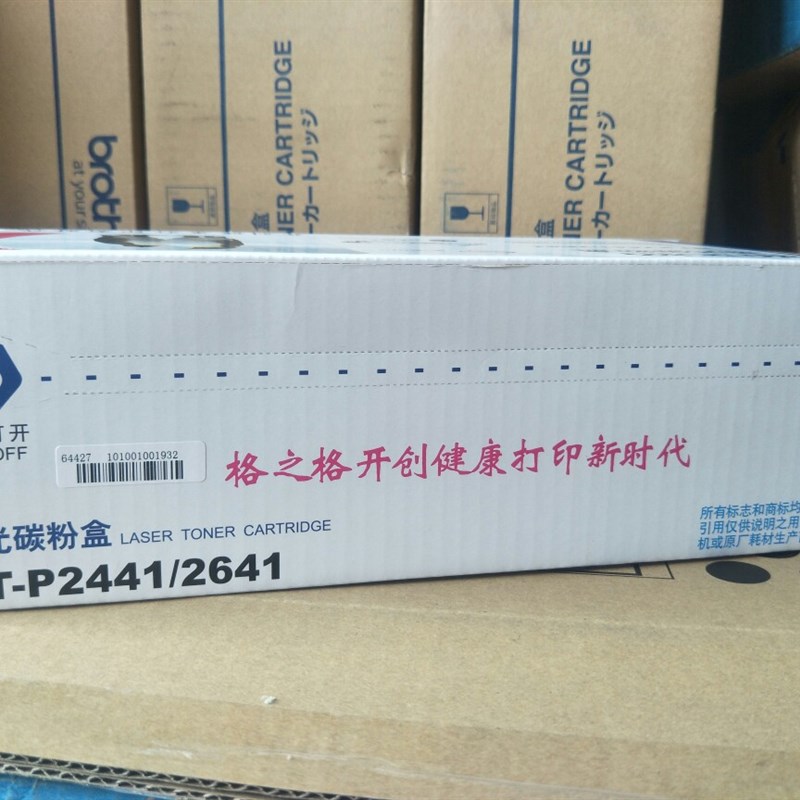 broth
at your s
NER CARTRIDGE
ーカートリッジ
盒
NER CARTRIDGE
ーカートリッジ
盒
打开
OFF
64427 101001001932
格之格开创健康打印新时代
光碳粉盒 LASER TONER CARTRIDGE
T-P2441/2641
所有标志和商标均
引用仅供说明之用
机或原厂耗材生产